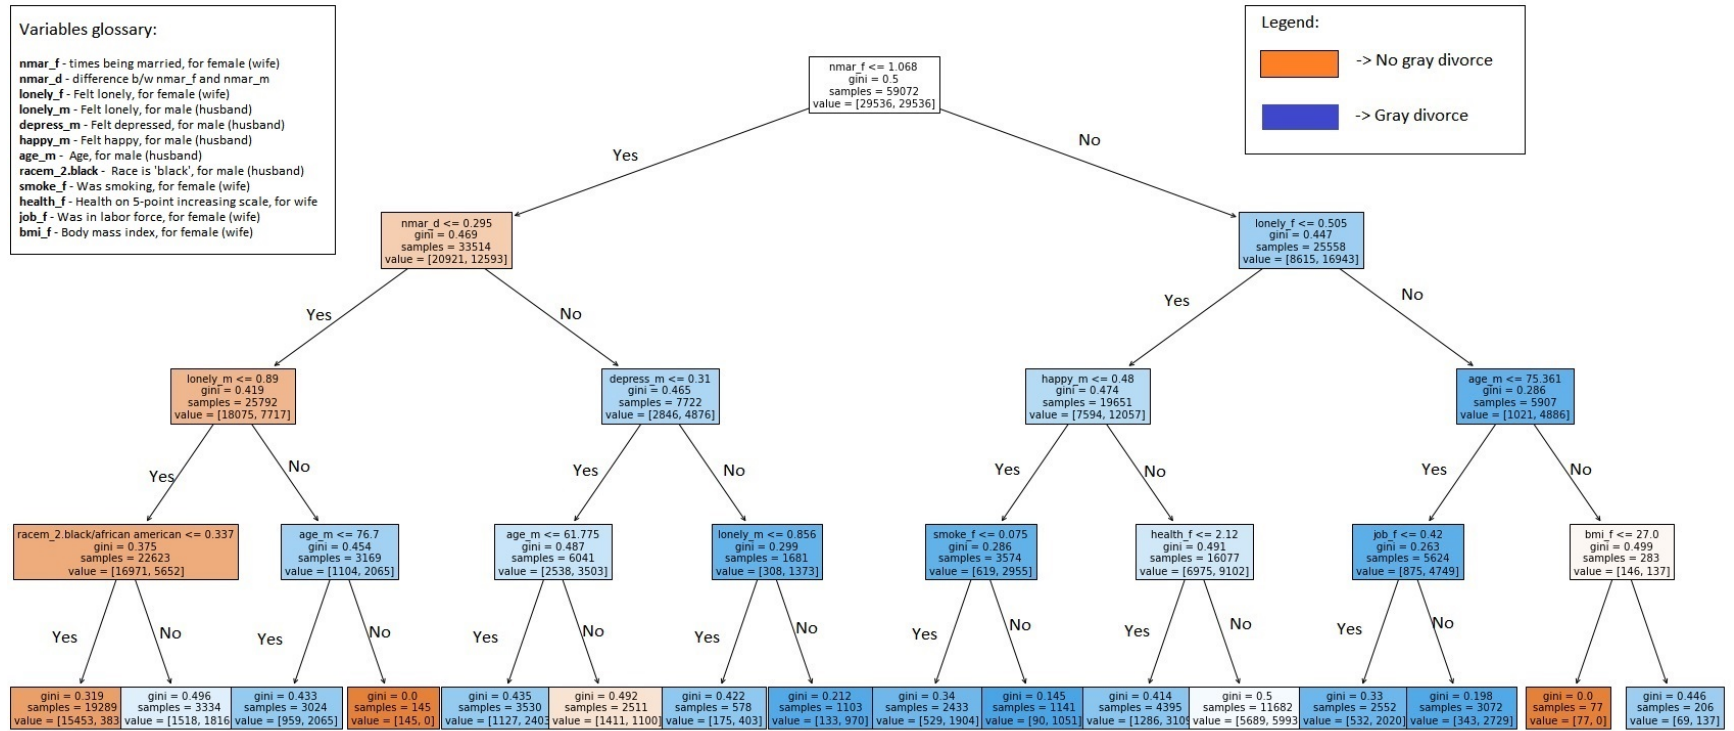 Variables glossary:
nmar_f - times being married, for female (wife)
nmar_d - difference b/w nmar_f and nmar_m
lonely_f - Felt lonely, for female (wife)
lonely_m - Felt lonely, for male (husband)
depress_m - Felt depressed, for male (husband)
happy_m - Felt happy, for male (husband)
age_m - Age, for male (husband)
racem_2.black - Race is 'black', for male (husband)
smoke_f - Was smoking, for female (wife)
health_f - Health on 5-point increasing scale, for wife
job_f - Was in labor force, for female (wife)
bmi_f - Body mass index, for female (wife)
Legend:
-> No gray divorce
-> Gray divorce
nmar_f <= 1.068
gini = 0.5
samples = 59072
value = [29536, 29536]
Yes
No
nmar_d <= 0.295
gini = 0.469
samples = 33514
value = [20921, 12593]
lonely_f <= 0.505
gini = 0.447
samples = 25558
value = [8615, 16943]
Yes
No
Yes
No
lonely_m <= 0.89
gini = 0.419
samples = 25792
value = [18075, 7717]
depress_m <= 0.31
gini = 0.465
samples = 7722
value = [2846, 4876]
happy_m <= 0.48
gini = 0.474
samples = 19651
value = [7594, 12057]
age_m <= 75.361
gini = 0.286
samples = 5907
value = [1021, 4886]
Yes
No
Yes
No
Yes
No
Yes
No
racem_2.black/african american <= 0.337
gini = 0.375
samples = 22623
value = [16971, 5652]
age_m <= 76.7
gini = 0.454
samples = 3169
value = [1104, 2065]
age_m <= 61.775
gini = 0.487
samples = 6041
value = [2538, 3503]
lonely_m <= 0.856
gini = 0.299
samples = 1681
value = [308, 1373]
smoke_f <= 0.075
gini = 0.286
samples = 3574
value = [619, 2955]
health_f <= 2.12
gini = 0.491
samples = 16077
value = [6975, 9102]
job_f <= 0.42
gini = 0.263
samples = 5624
value = [875, 4749]
bmi_f <= 27.0
gini = 0.499
samples = 283
value = [146, 137]
Yes
No
Yes
No
Yes
No
Yes
No
Yes
No
Yes
No
Yes
No
Yes
No
gini = 0.319
samples = 19289
value = [15453, 383
gini = 0.496
samples = 3334
value = [1518, 1816
gini = 0.433
samples = 3024
value = [959, 2065]
gini = 0.0
samples = 145
value = [145, 0]
gini = 0.435
samples = 3530
value = [1127, 2403
gini = 0.492
samples = 2511
value = [1411, 1100]
gini = 0.422
samples = 578
value = [175, 403]
gini = 0.212
samples = 1103
value = [133, 970]
gini = 0.34
samples = 2433
value = [529, 1904]
gini = 0.145
samples = 1141
value = [90, 1051]
gini = 0.414
samples = 4395
value = [1286, 3109
gini = 0.5
samples = 11682
value = [5689, 5993
gini = 0.33
samples = 2552
value = [532, 2020]
gini = 0.198
samples = 3072
value = [343, 2729]
gini = 0.0
samples = 77
value = [77, 0]
gini = 0.446
samples = 206
value = [69, 137]